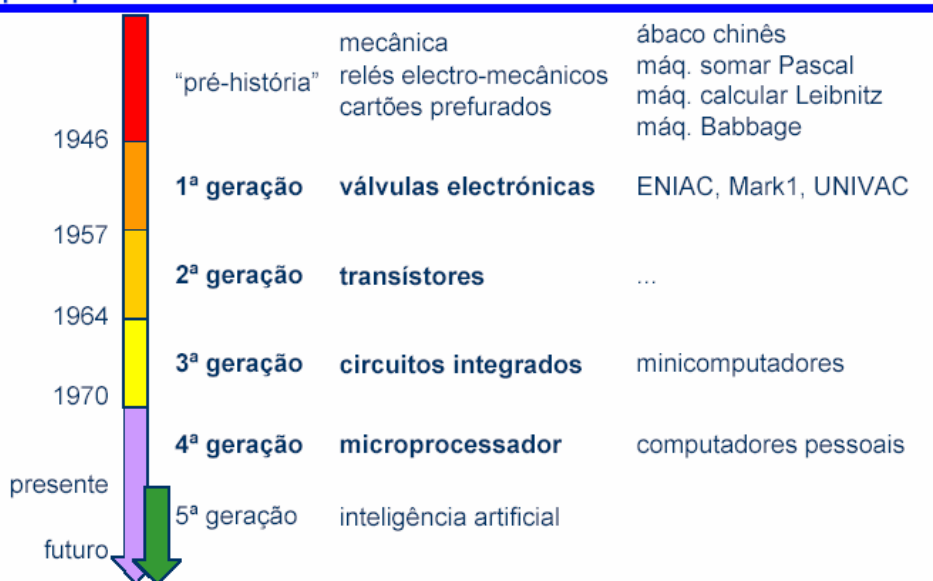 mecânica
ábaco chinês
"pré-história"
relés electro-mecânicos
máq. somar Pascal
cartões prefurados
máq. calcular Leibnitz
máq. Babbage
1946
1ª geração válvulas electrónicas ENIAC, Mark1, UNIVAC
1957
2ª geração transístores ...
1964
3ª geração circuitos integrados minicomputadores
1970
4ª geração microprocessador computadores pessoais
presente
5ª geração inteligência artificial
futuro